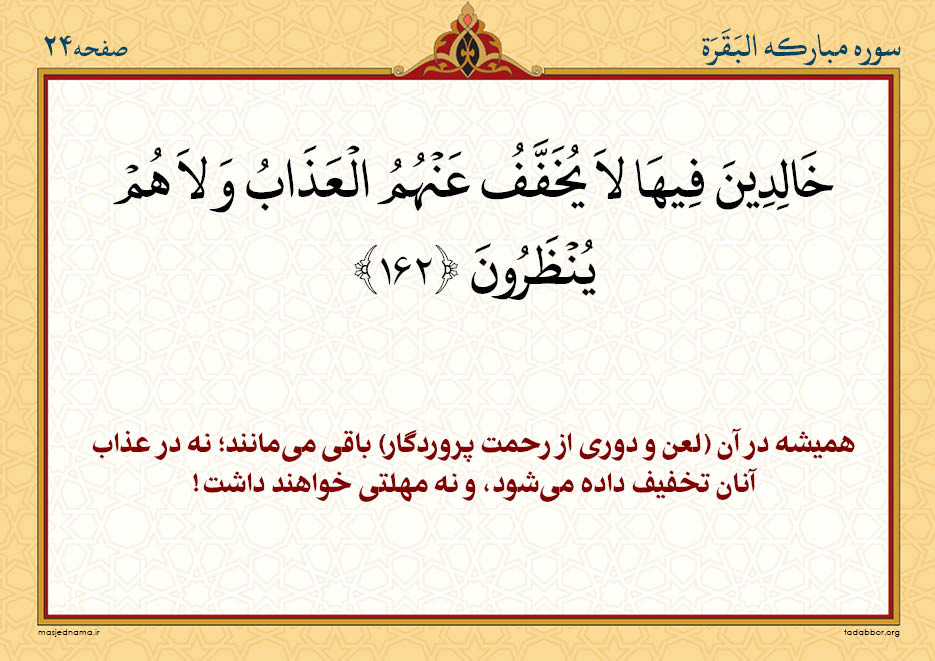 سوره مبارکه البَقَرَة
صفحه۲۴
خَالِدِينَ فِيهَا لاَ يُخَفَّفُ عَنْهُمُ الْعَذَابُ وَلاَ هُمْ
يُنْظَرُونَ ﴿۱۶۲﴾
همیشه در آن (لعن و دوری از رحمت پروردگار) باقی می‌مانند؛ نه در عذاب
آنان تخفیف داده می‌شود، و نه مهلتی خواهند داشت!
masjednama.ir
tadabbor.org